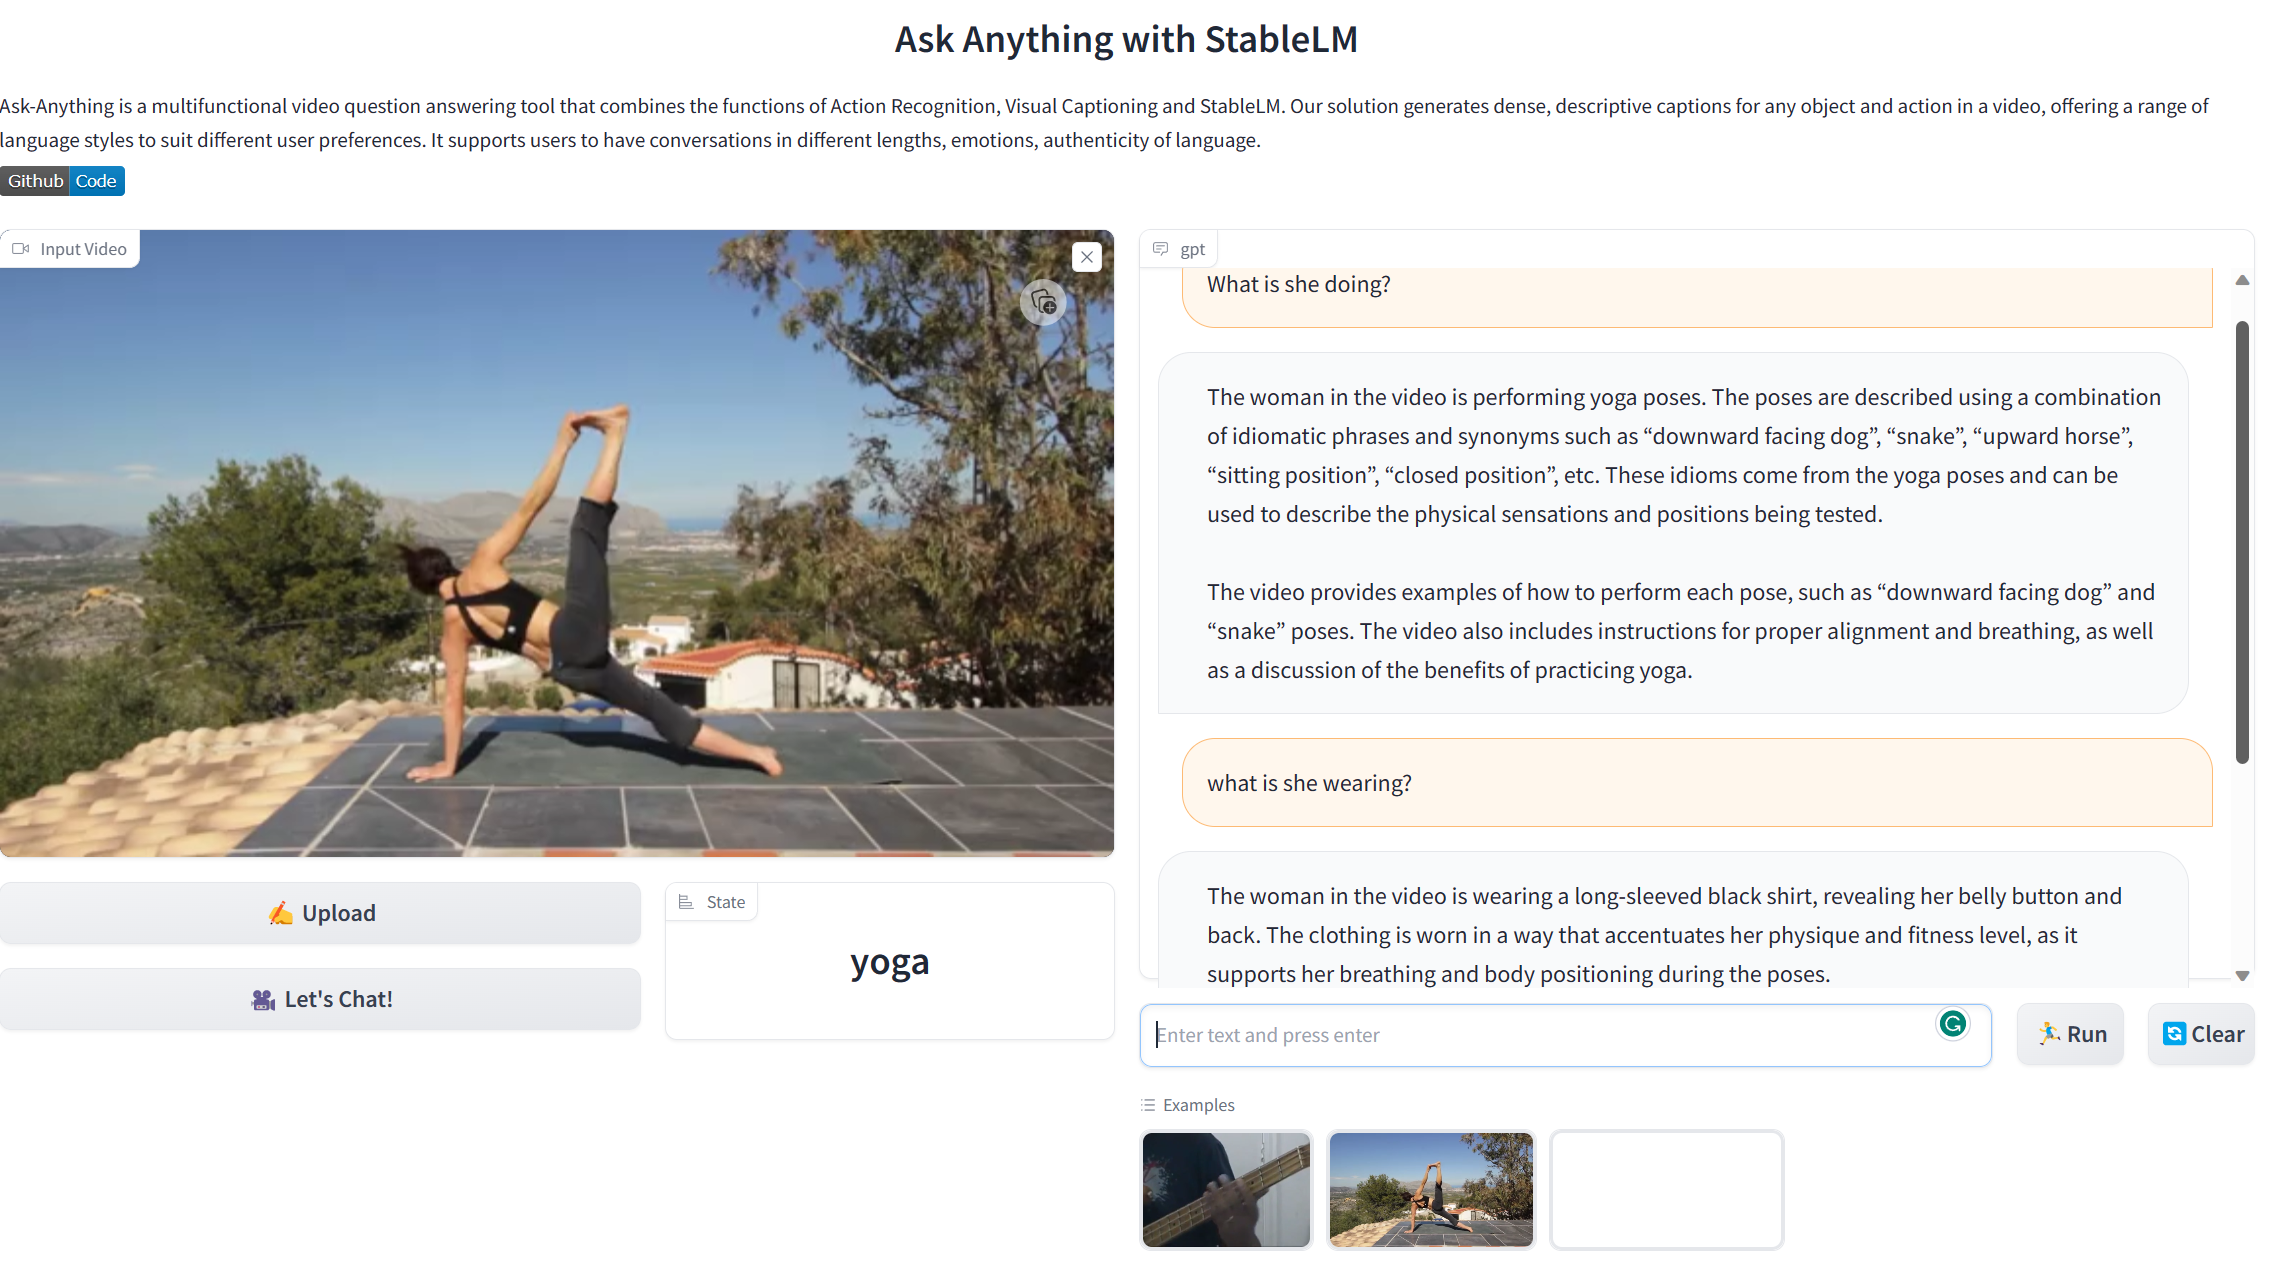 Ask Anything with StableLM
Ask-Anything is a multifunctional video question answering tool that combines the functions of Action Recognition, Visual Captioning and StableLM. Our solution generates dense, descriptive captions for any object and action in a video, offering a range of
language styles to suit different user preferences. It supports users to have conversations in different lengths, emotions, authenticity of language.
Github Code
Input Video
gpt
What is she doing?
The woman in the video is performing yoga poses. The poses are described using a combination
of idiomatic phrases and synonyms such as “downward facing dog”, “snake”, “upward horse”,
“sitting position”, “closed position”, etc. These idioms come from the yoga poses and can be
used to describe the physical sensations and positions being tested.
The video provides examples of how to perform each pose, such as “downward facing dog” and
“snake” poses. The video also includes instructions for proper alignment and breathing, as well
as a discussion of the benefits of practicing yoga.
what is she wearing?
The woman in the video is wearing a long-sleeved black shirt, revealing her belly button and
back. The clothing is worn in a way that accentuates her physique and fitness level, as it
supports her breathing and body positioning during the poses.
Upload
Let's Chat!
State
yoga
Enter text and press enter
Run
Clear
Examples